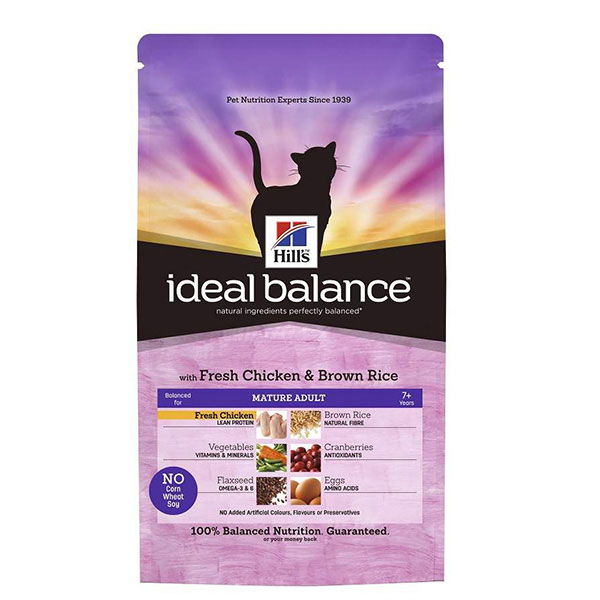 Pet Nutrition Experts Since 1939
Hill's™
ideal balance™
natural ingredients perfectly balanced*
with Fresh Chicken & Brown Rice
Balanced for
MATURE ADULT
7+ Years
Fresh Chicken
LEAN PROTEIN
Brown Rice
NATURAL FIBRE
Vegetables
VITAMINS & MINERALS
Cranberries
ANTIOXIDANTS
Flaxseed
OMEGA-3 & 6
Eggs
AMINO ACIDS
NO
Corn
Wheat
Soy
NO Added Artificial Colours, Flavours or Preservatives
100% Balanced Nutrition. Guaranteed.
or your money back